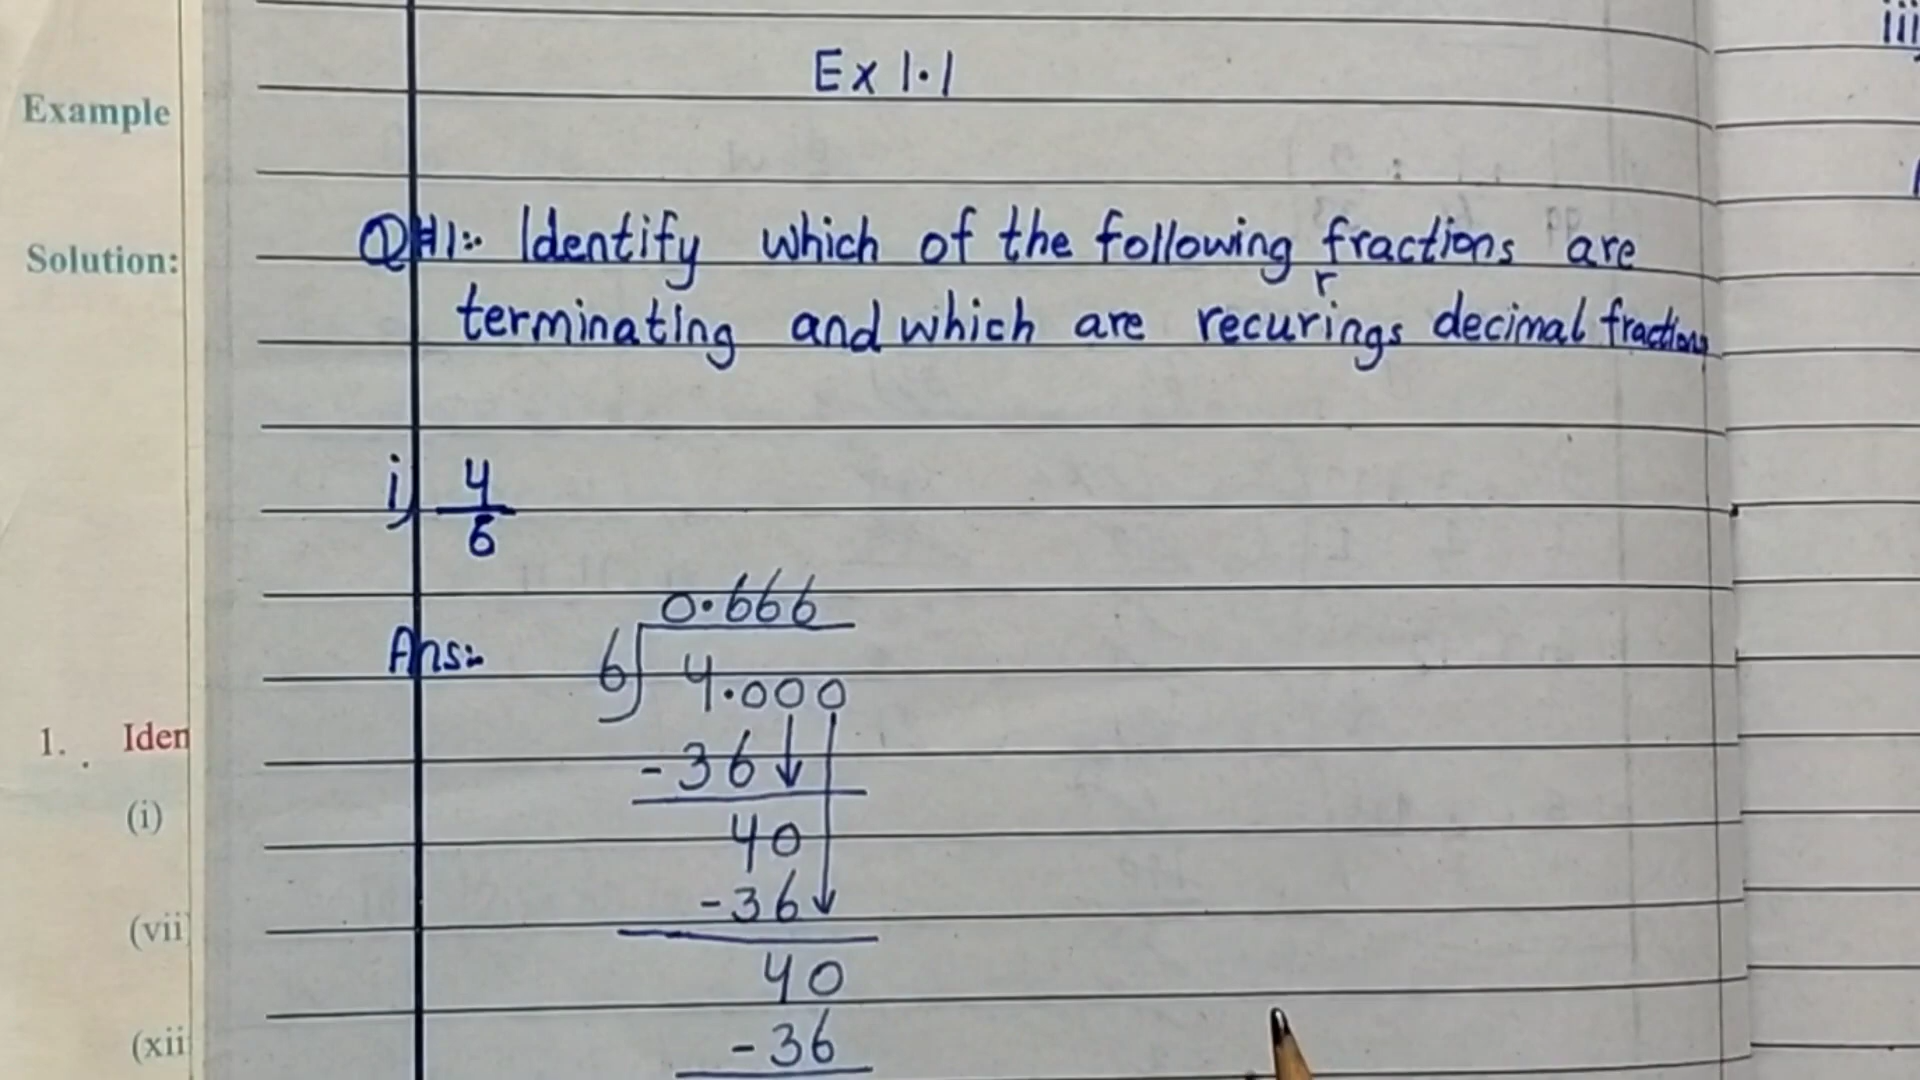 Example
Solution:
1. Iden
(i)
(vii)
(xii
Ex 1.1
Q#1:- Identify which of the following fractions are
r
terminating and which are recurings decimal fractions
i) 4
6
Ans:-
0.666
6 4.000
-36
40
-36
40
-36
iii